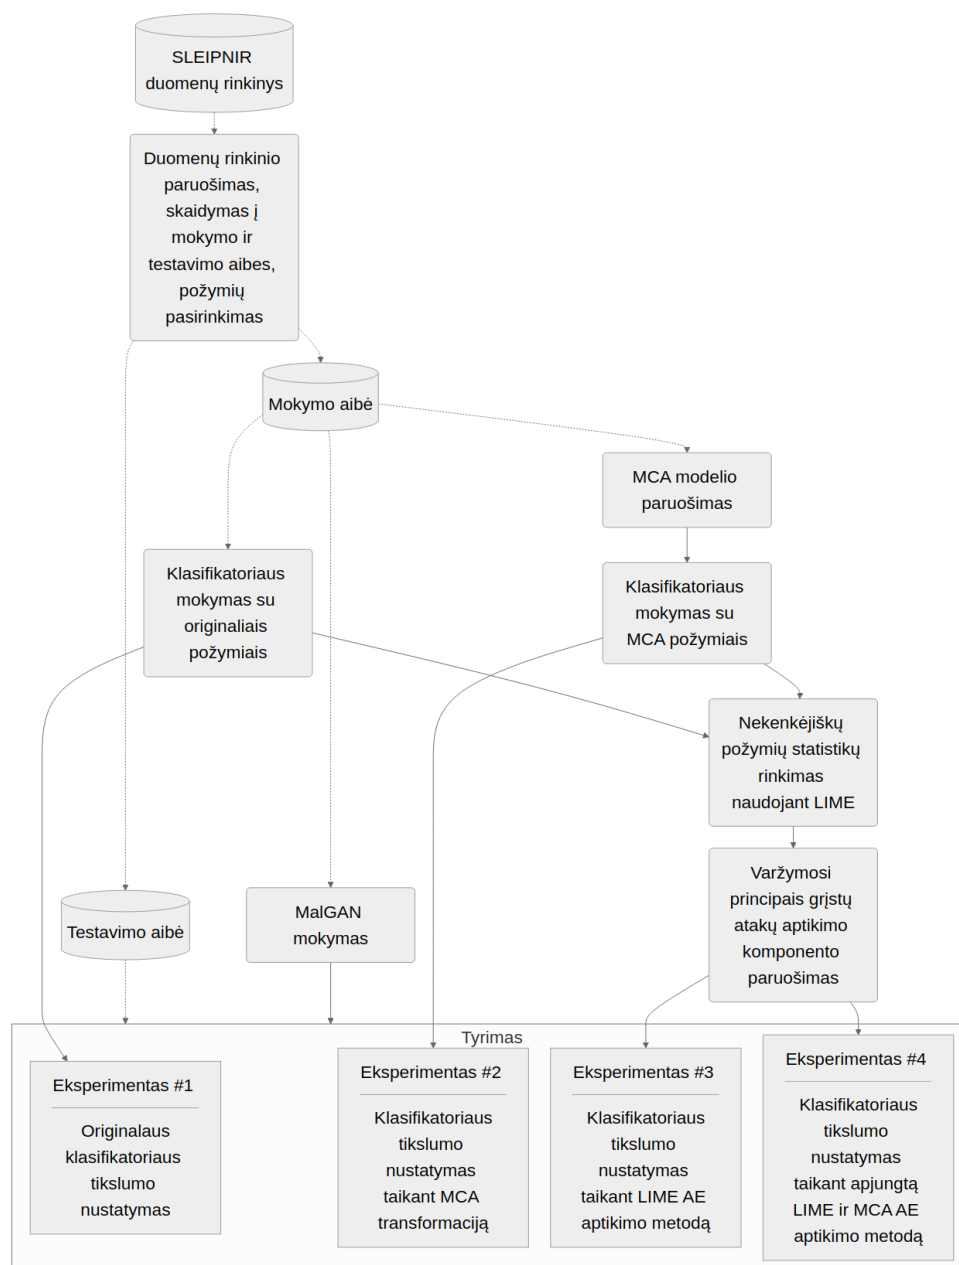 SLEIPNIR
duomenų rinkinys
Duomenų rinkinio
paruošimas,
skaidymas į
mokymo ir
testavimo aibes,
požymių
pasirinkimas
Mokymo aibė
MCA modelio
paruošimas
Klasifikatoriaus
mokymas su
originaliais
požymiais
Klasifikatoriaus
mokymas su
MCA požymiais
Nekenkėjiškų
požymių statistikų
rinkimas
naudojant LIME
Varžymosi
principais grįstų
atakų aptikimo
komponento
paruošimas
Testavimo aibė
MalGAN
mokymas
Tyrimas
Eksperimentas #1
Originalaus
klasifikatoriaus
tikslumo
nustatymas
Eksperimentas #2
Klasifikatoriaus
tikslumo
nustatymas
taikant MCA
transformaciją
Eksperimentas #3
Klasifikatoriaus
tikslumo
nustatymas
taikant LIME AE
aptikimo metodą
Eksperimentas #4
Klasifikatoriaus
tikslumo
nustatymas
taikant apjungtą
LIME ir MCA AE
aptikimo metodą